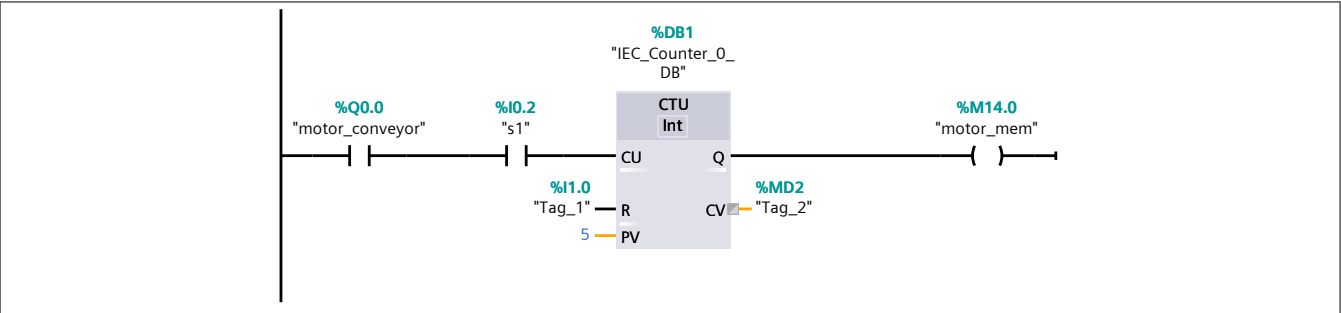 %DB1
"IEC_Counter_0_
DB"
%Q0.0
"motor_conveyor"
%I0.2
"s1"
CTU
Int
%M14.0
"motor_mem"
CU
Q
%I1.0
"Tag_1"
R
CV
%MD2
"Tag_2"
5
PV